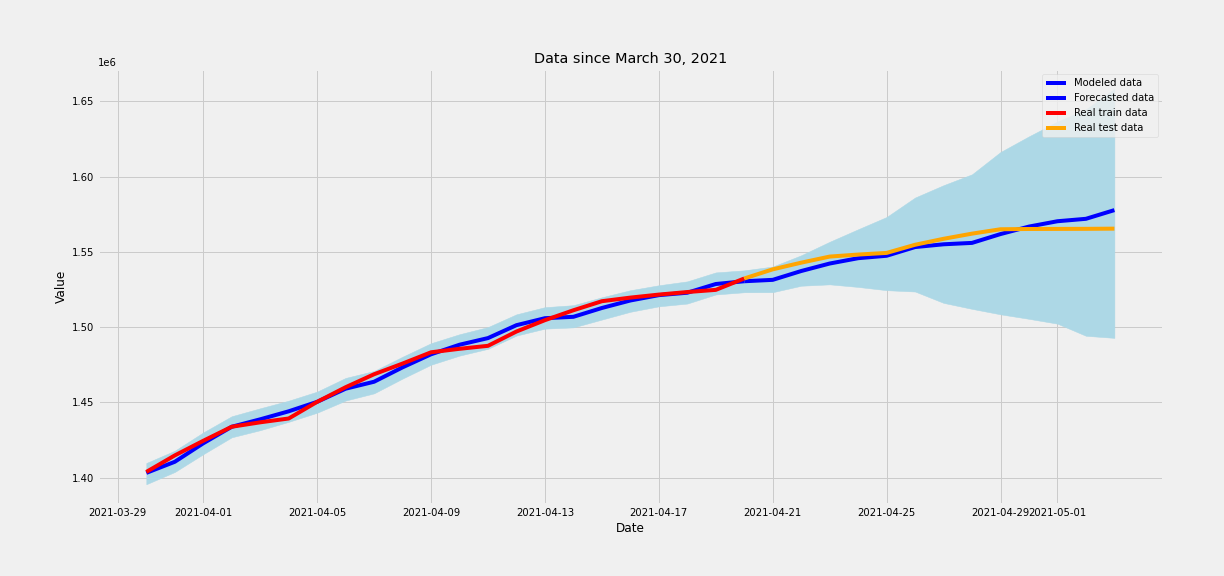 Data since March 30, 2021
1e6
Modeled data
Forecasted data
Real train data
Real test data
1.65
1.60
1.55
1.50
1.45
1.40
Value
2021-03-29 2021-04-01 2021-04-05 2021-04-09 2021-04-13 2021-04-17 2021-04-21 2021-04-25 2021-04-29 2021-05-01
Date